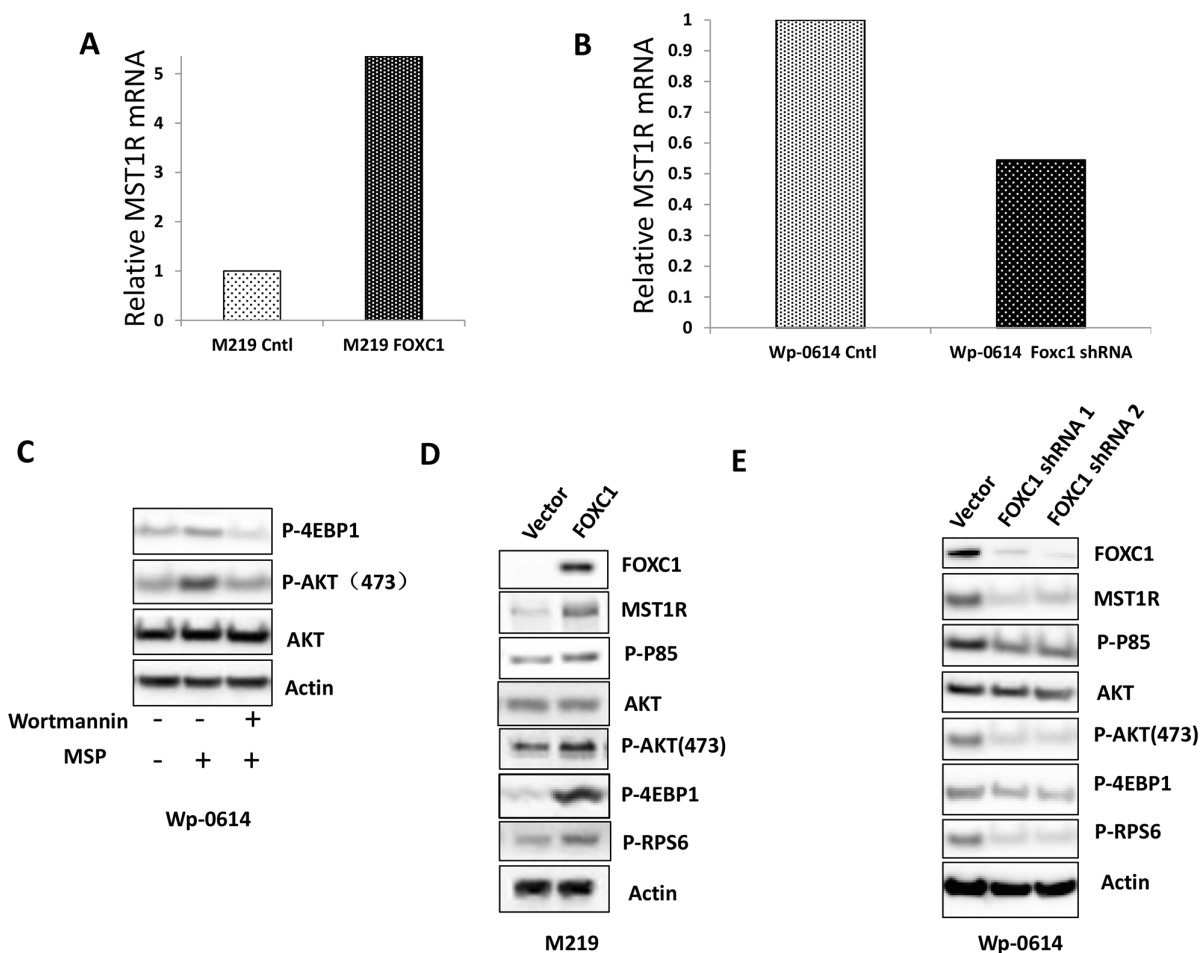 A
Relative MST1R mRNA
5
3
4
2
1
0
M219 Cntl
M219 FOXC1
B
Relative MST1R mRNA
1
0.9
0.8
0.7
0.6
0.5
0.4
0.3
0.2
0.1
0
Wp-0614 Cntl
Wp-0614 Foxc1 shRNA
C
P-4EBP1
P-AKT（473）
AKT
Actin
Wortmannin - - +
MSP - + +
Wp-0614
D
Vector
FOXC1
FOXC1
MST1R
P-P85
AKT
P-AKT(473)
P-4EBP1
P-RPS6
Actin
M219
E
Vector
FOXC1 shRNA 1
FOXC1 shRNA 2
FOXC1
MST1R
P-P85
AKT
P-AKT(473)
P-4EBP1
P-RPS6
Actin
Wp-0614